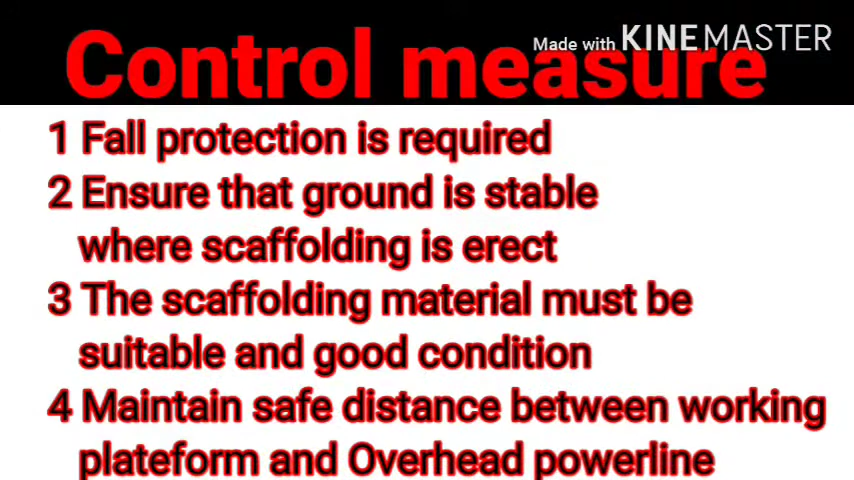 Made with KINEMASTER
Control measure
1 Fall protection is required
2 Ensure that ground is stable
where scaffolding is erect
3 The scaffolding material must be
suitable and good condition
4 Maintain safe distance between working
plateform and Overhead powerline